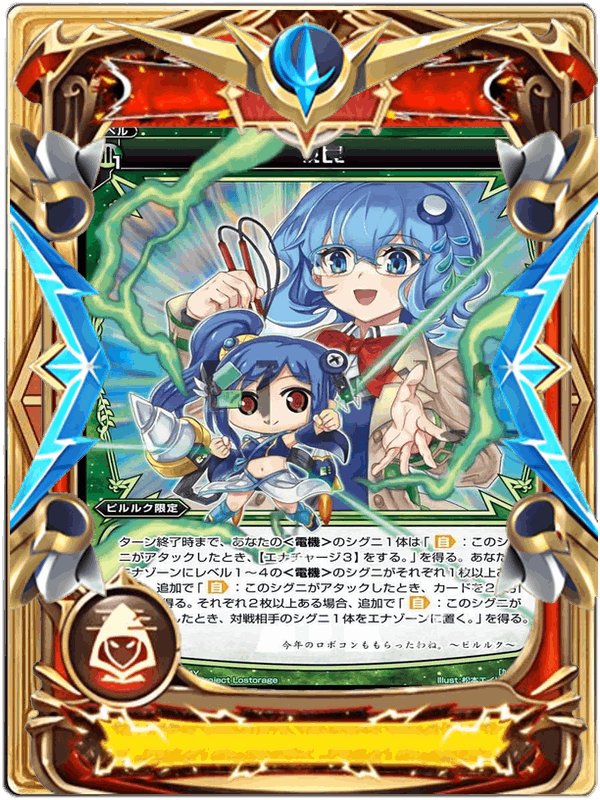 ベル
1
ピルルク限定
ターン終了時まで、あなたの<電機>のシグニ1体は「自：このシ
ニがアタックしたとき、【エナチャージ3】をする。」を得る。あなた
ナゾーンにレベル1～4の<電機>のシグニがそれぞれ1枚以上あ
追加で「自：このシグニがアタックしたとき、カードを2
得る。それぞれ2枚以上ある場合、追加で「自：このシグニが
したとき、対戦相手のシグニ1体をエナゾーンに置く。」を得る。
今年のロボコンももらったわね。～ピルルク～
roject Lostorage
Illust:松本エイ